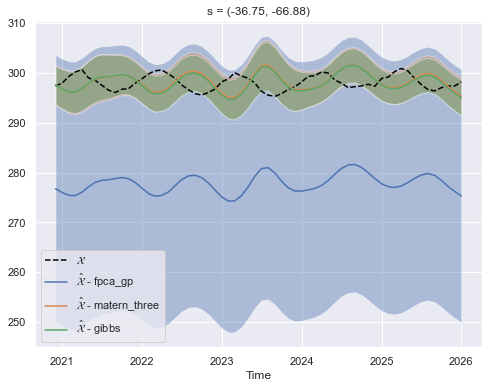 s = (-36.75, -66.88)
310
300
290
280
270
260
250
𝒳
𝒳̂ - fpca_gp
𝒳̂ - matern_three
𝒳̂ - gibbs
2021 2022 2023 2024 2025 2026
Time